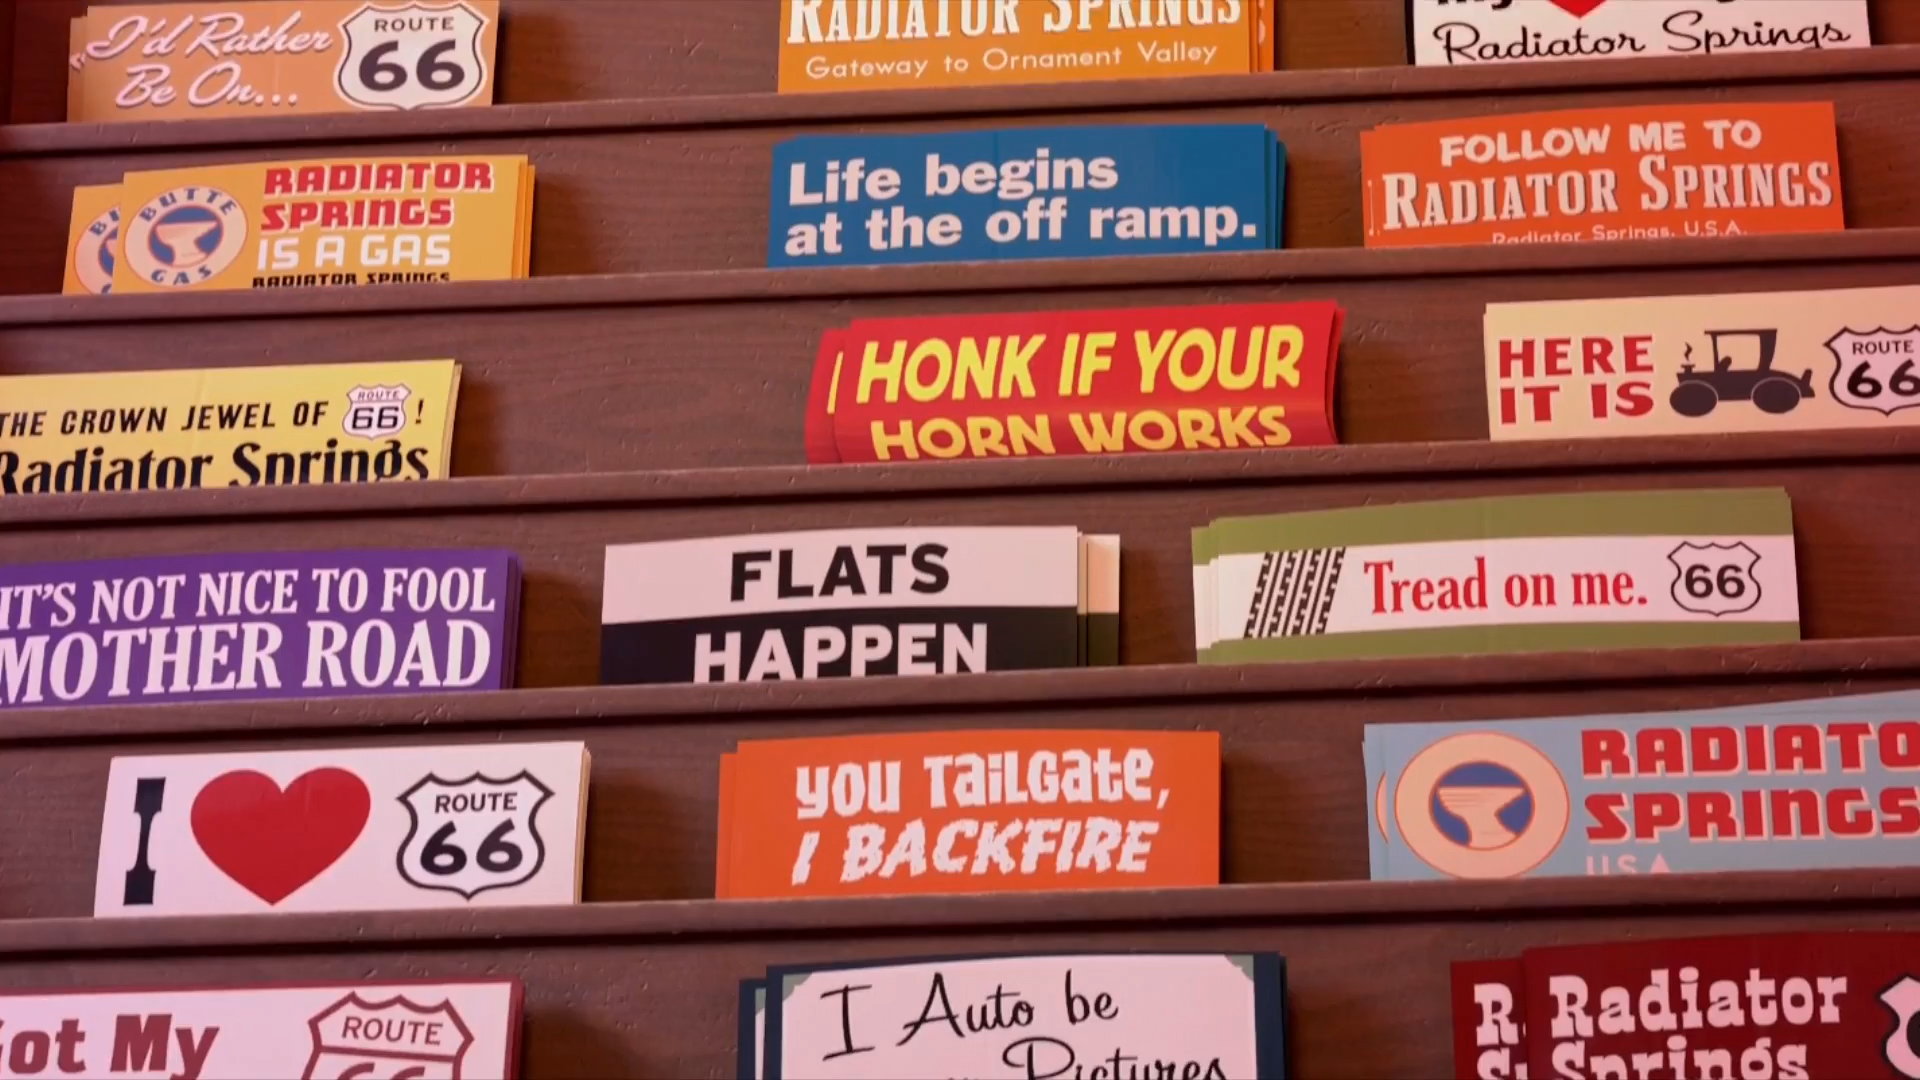 I'd Rather
Be On...
ROUTE
66
RADIATOR SPRINGS
Gateway to Ornament Valley
Radiator Springs
BUTTE
GAS
RADIATOR
SPRINGS
IS A GAS
RADIATOR SPRINGS
Life begins
at the off ramp.
FOLLOW ME TO
RADIATOR SPRINGS
Radiator Springs, U.S.A.
THE CROWN JEWEL OF
ROUTE
66
!
Radiator Springs
HONK IF YOUR
HORN WORKS
HERE
IT IS
ROUTE
66
IT'S NOT NICE TO FOOL
MOTHER ROAD
FLATS
HAPPEN
Tread on me.
66
I
ROUTE
66
YOU TAILGATE,
I BACKFIRE
RADIATO
SPRINGS
USA
ot My
ROUTE
66
I Auto be
Pictures
Radiator
Springs